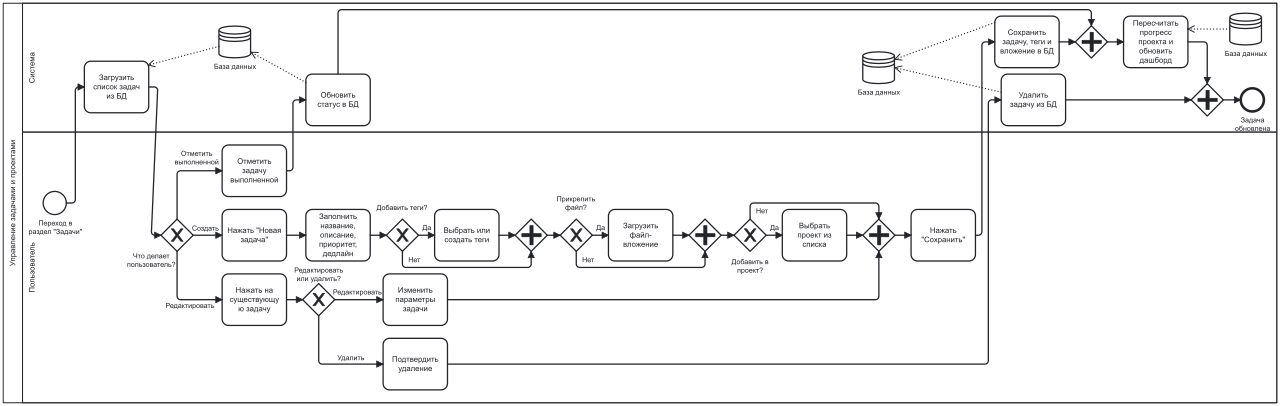 Управление задачами и проектами
Система
Пользователь
Переход в
раздел "Задачи"
Загрузить
список задач
из БД
База данных
Обновить
статус в БД
Что делает
пользователь?
Отметить
выполненной
Отметить
задачу
выполненной
Создать
Нажать "Новая
задача"
Заполнить
название,
описание,
приоритет,
дедлайн
Добавить теги?
Да
Нет
Выбрать или
создать теги
Прикрепить
файл?
Да
Нет
Загрузить
файл-
вложение
Добавить в
проект?
Нет
Да
Выбрать
проект из
списка
Нажать
"Сохранить"
Редактировать
Нажать на
существующу
ю задачу
Редактировать
или удалить?
Редактировать
Изменить
параметры
задачи
Удалить
Подтвердить
удаление
База данных
Сохранить
задачу, теги и
вложение в БД
Удалить
задачу из БД
Пересчитать
прогресс
проекта и
обновить
дашборд
База данных
Задача
обновлена